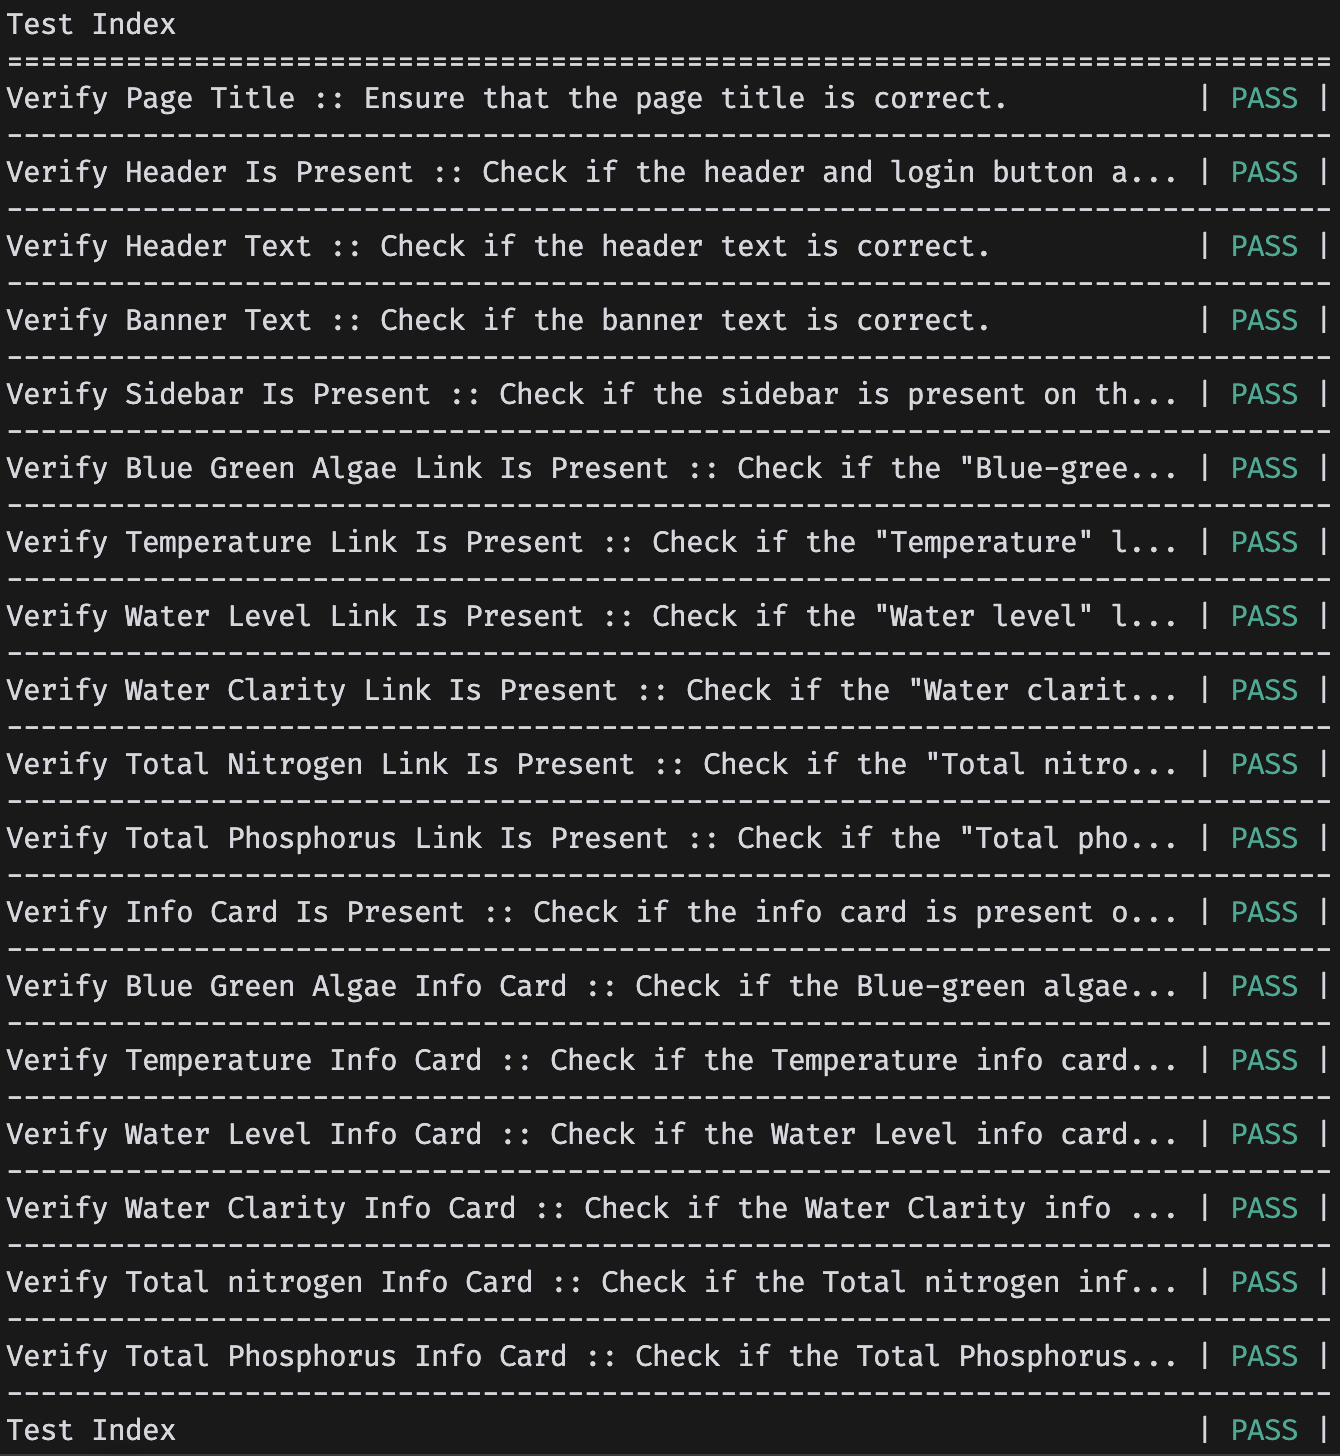 Test Index
==============================================================================
Verify Page Title :: Ensure that the page title is correct.           | PASS |
------------------------------------------------------------------------------
Verify Header Is Present :: Check if the header and login button a... | PASS |
------------------------------------------------------------------------------
Verify Header Text :: Check if the header text is correct.            | PASS |
------------------------------------------------------------------------------
Verify Banner Text :: Check if the banner text is correct.            | PASS |
------------------------------------------------------------------------------
Verify Sidebar Is Present :: Check if the sidebar is present on th... | PASS |
------------------------------------------------------------------------------
Verify Blue Green Algae Link Is Present :: Check if the "Blue-gree... | PASS |
------------------------------------------------------------------------------
Verify Temperature Link Is Present :: Check if the "Temperature" l... | PASS |
------------------------------------------------------------------------------
Verify Water Level Link Is Present :: Check if the "Water level" l... | PASS |
------------------------------------------------------------------------------
Verify Water Clarity Link Is Present :: Check if the "Water clarit... | PASS |
------------------------------------------------------------------------------
Verify Total Nitrogen Link Is Present :: Check if the "Total nitro... | PASS |
------------------------------------------------------------------------------
Verify Total Phosphorus Link Is Present :: Check if the "Total pho... | PASS |
------------------------------------------------------------------------------
Verify Info Card Is Present :: Check if the info card is present o... | PASS |
------------------------------------------------------------------------------
Verify Blue Green Algae Info Card :: Check if the Blue-green algae... | PASS |
------------------------------------------------------------------------------
Verify Temperature Info Card :: Check if the Temperature info card... | PASS |
------------------------------------------------------------------------------
Verify Water Level Info Card :: Check if the Water Level info card... | PASS |
------------------------------------------------------------------------------
Verify Water Clarity Info Card :: Check if the Water Clarity info ... | PASS |
------------------------------------------------------------------------------
Verify Total nitrogen Info Card :: Check if the Total nitrogen inf... | PASS |
------------------------------------------------------------------------------
Verify Total Phosphorus Info Card :: Check if the Total Phosphorus... | PASS |
------------------------------------------------------------------------------
Test Index                                                            | PASS |